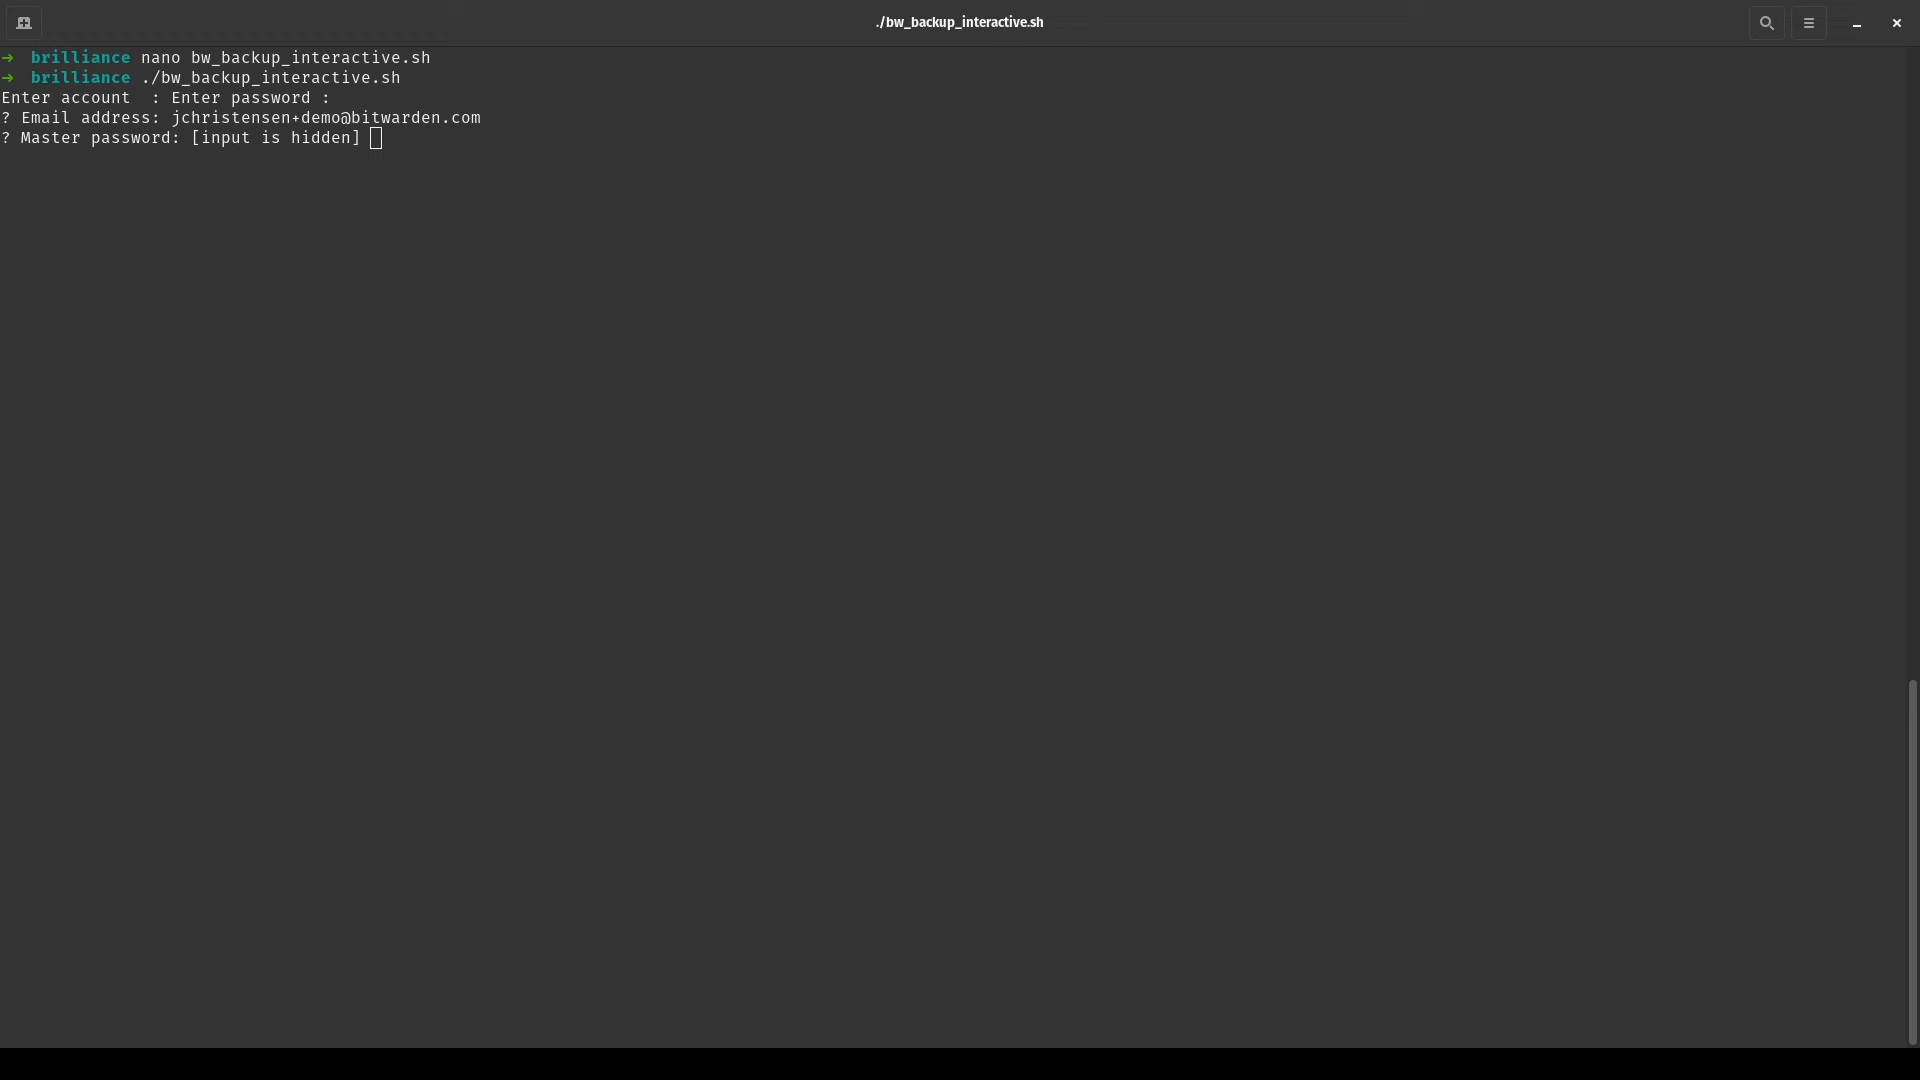 ./bw_backup_interactive.sh
→ brilliance nano bw_backup_interactive.sh
→ brilliance ./bw_backup_interactive.sh
Enter account  : Enter password :
? Email address: jchristensen+demo@bitwarden.com
? Master password: [input is hidden]